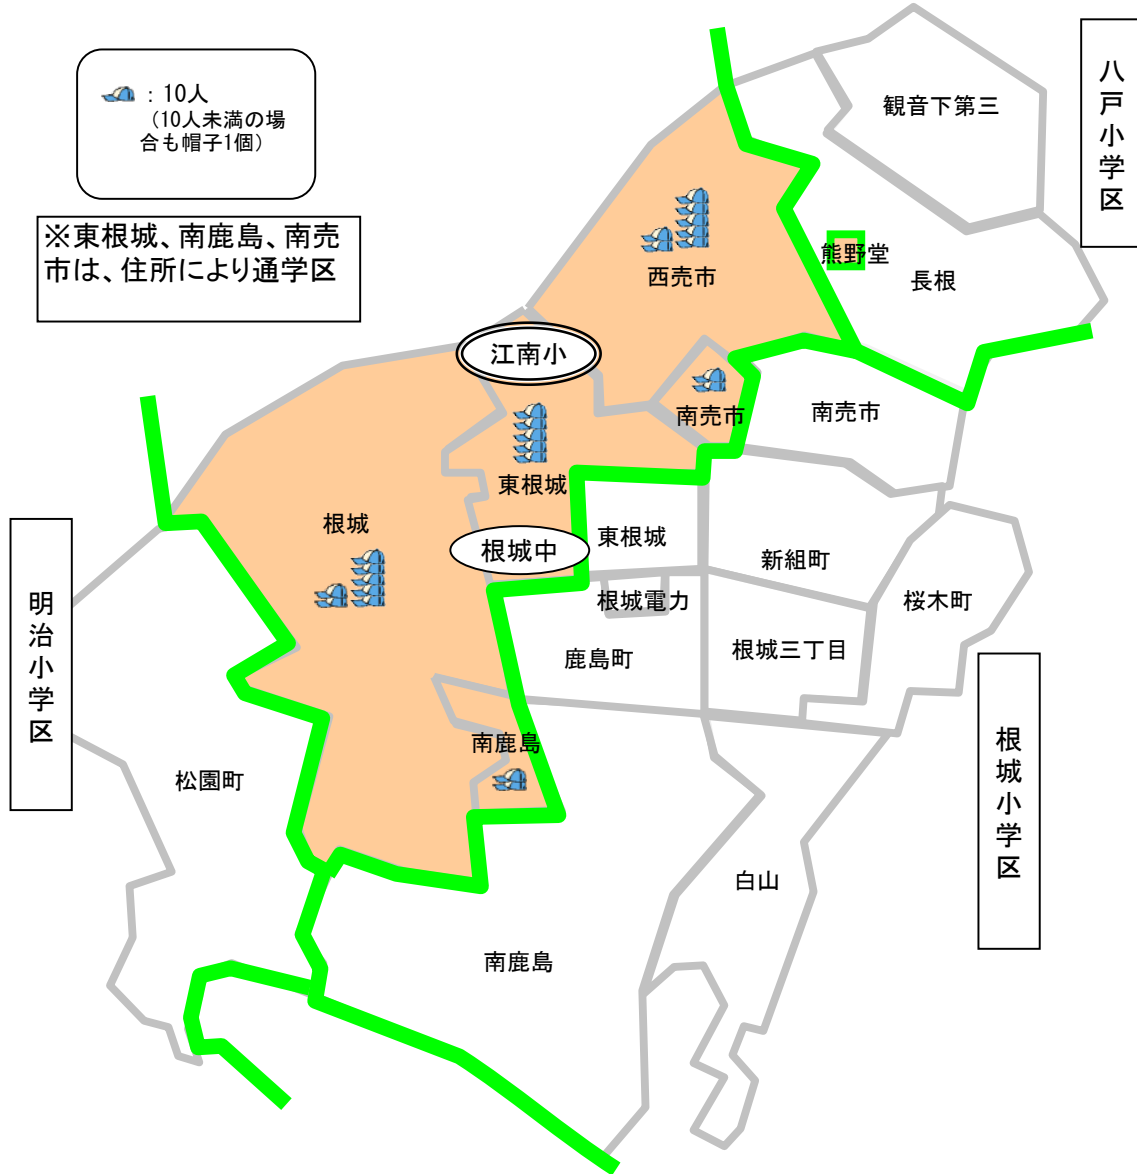 ：10人
（10人未満の場
合も帽子1個）
※東根城、南鹿島、南売
市は、住所により通学区
八戸小学区
観音下第三
熊野堂
長根
西売市
江南小
南売市
南売市
東根城
根城
根城中
東根城
新組町
桜木町
根城電力
鹿島町
根城三丁目
明治小学区
根城小学区
南鹿島
松園町
白山
南鹿島